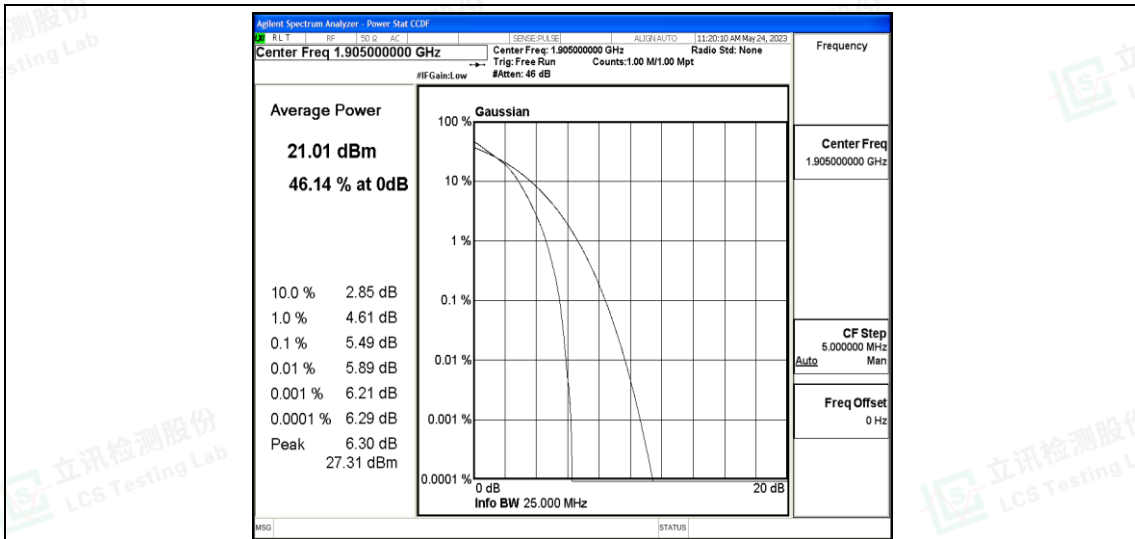 Agilent Spectrum Analyzer - Power Stat CCDF
RLT RF 50 Ω AC SENSE:PULSE ALIGNAUTO 11:20:10 AM May 24, 2023
Center Freq 1.905000000 GHz
Center Freq: 1.905000000 GHz Radio Std: None
Trig: Free Run Counts:1.00 M/1.00 Mpt
#IFGain:Low #Atten: 46 dB
Frequency
Average Power
21.01 dBm
46.14 % at 0dB
10.0 % 2.85 dB
1.0 % 4.61 dB
0.1 % 5.49 dB
0.01 % 5.89 dB
0.001 % 6.21 dB
0.0001 % 6.29 dB
Peak 6.30 dB
27.31 dBm
Gaussian
100 %
10 %
1 %
0.1 %
0.01 %
0.001 %
0.0001 %
0 dB 20 dB
Info BW 25.000 MHz
Center Freq
1.905000000 GHz
CF Step
5.000000 MHz
Auto Man
Freq Offset
0 Hz
MSG STATUS
立讯检测股份
LCS Testing Lab
立讯检测股份
LCS Testing L